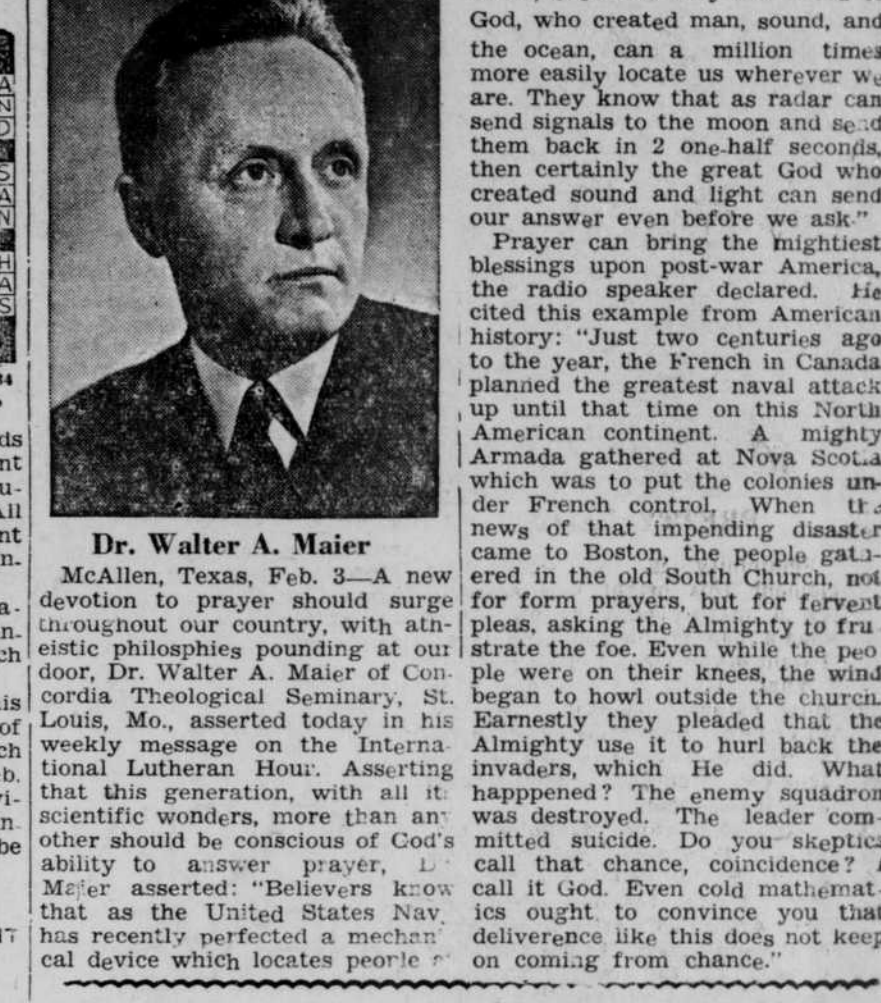 Dr. Walter A. Maier
McAllen, Texas, Feb. 3—A new
devotion to prayer should surge
throughout our country, with ath-
eistic philosphies pounding at our
door, Dr. Walter A. Maier of Con-
cordia Theological Seminary, St.
Louis, Mo., asserted today in his
weekly message on the Interna-
tional Lutheran Hour. Asserting
that this generation, with all its
scientific wonders, more than an-
other should be conscious of God's
ability to answer prayer,
Maier asserted: "Believers know
that as the United States Nav
has recently perfected a mechan
cal device which locates people
God, who created man, sound, and
the ocean, can a million times
more easily locate us wherever we
are. They know that as radar can
send signals to the moon and send
them back in 2 one-half seconds,
then certainly the great God who
created sound and light can send
our answer even before we ask."
Prayer can bring the mightiest
blessings upon post-war America,
the radio speaker declared. He
cited this example from American
history: "Just two centuries ago
to the year, the French in Canada
planned the greatest naval attack
up until that time on this North
American continent. A mighty
Armada gathered at Nova Scotia
which was to put the colonies un-
der French control. When the
news of that impending disaster
came to Boston, the people gath-
ered in the old South Church, not
for form prayers, but for fervent
pleas, asking the Almighty to fru
strate the foe. Even while the peo
ple were on their knees, the wind
began to howl outside the church.
Earnestly they pleaded that the
Almighty use it to hurl back the
invaders, which He did. What
happpened? The enemy squadron
was destroyed. The leader com-
mitted suicide. Do you skeptics
call that chance, coincidence? I
call it God. Even cold mathemat-
ics ought to convince you that
deliverence like this does not keep
on coming from chance."